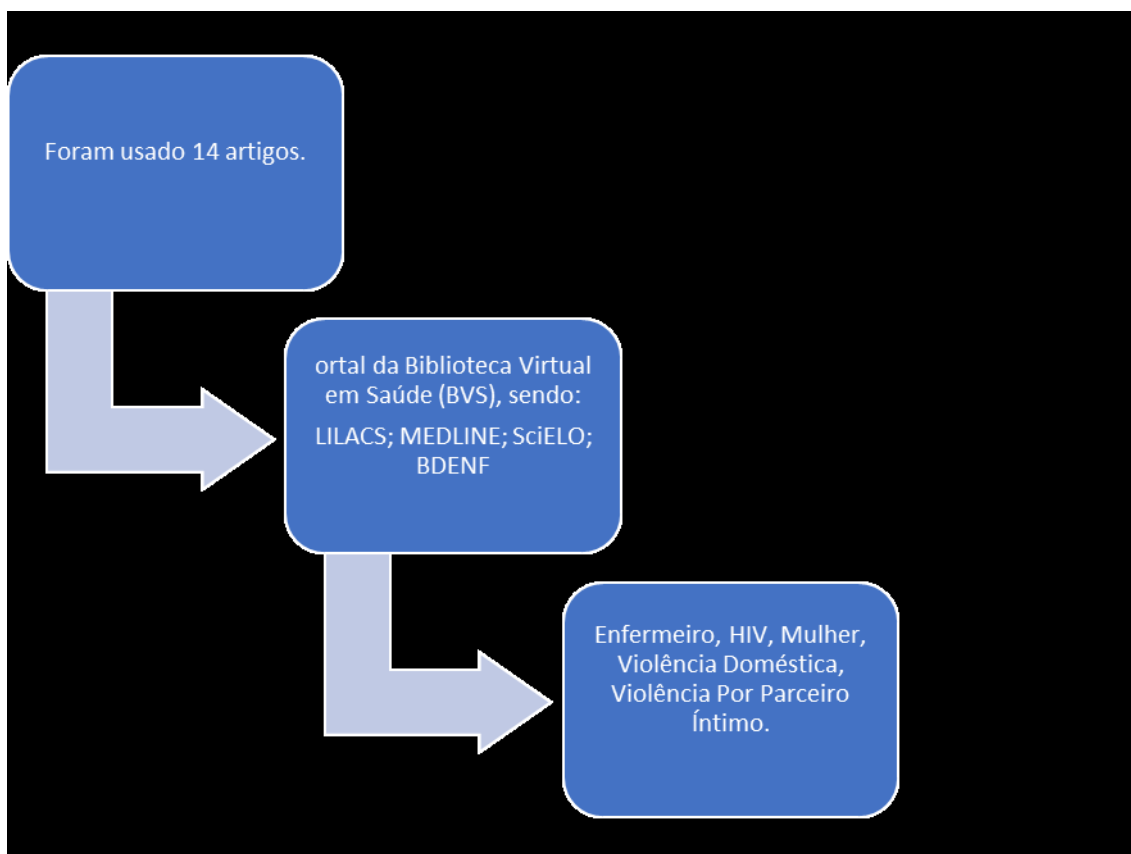 Foram usado 14 artigos.
ortal da Biblioteca Virtual
em Saúde (BVS), sendo:
LILACS; MEDLINE; SciELO;
BDENF
Enfermeiro, HIV, Mulher,
Violência Doméstica,
Violência Por Parceiro
Íntimo.